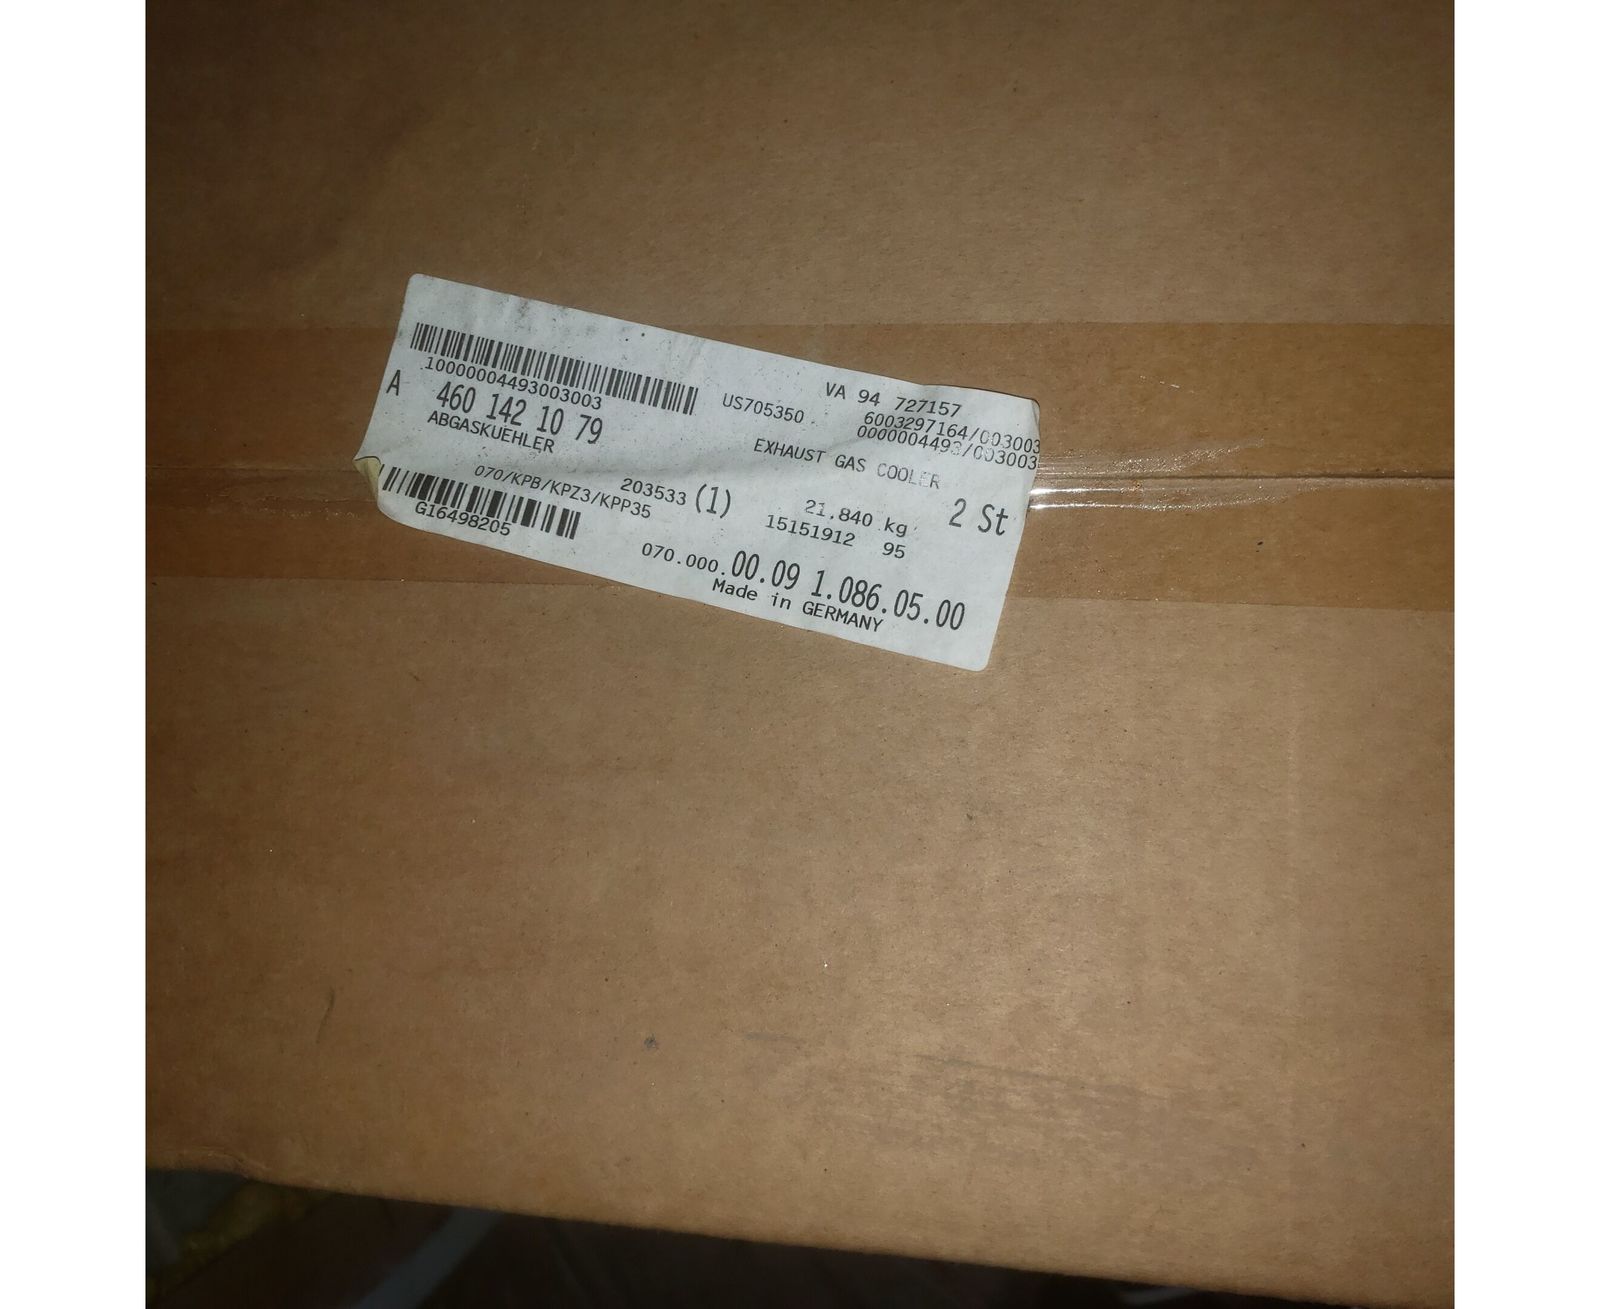 10000004493003003
A 460 142 10 79
ABGASKUEHLER
US705350
VA 94 727157
6003297164/003003
0000004493/003003
EXHAUST GAS COOLER
070/KPB/KPZ3/KPP35
203533 (1)
21.840 kg
2 St
15151912 95
G16498205
070.000.00.09 1.086.05.00
Made in GERMANY